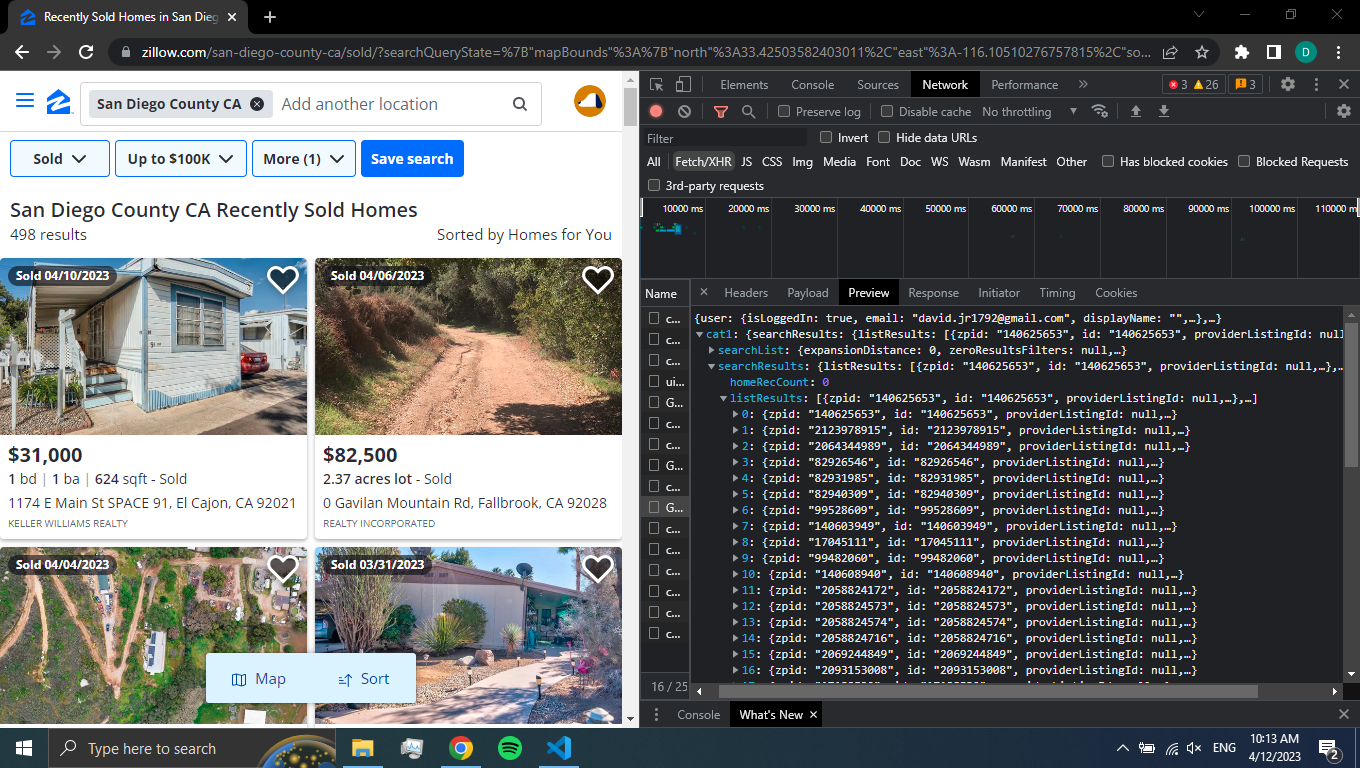 Recently Sold Homes in San Dieg
zillow.com/san-diego-county-ca/sold/?searchQueryState=%7B"mapBounds"%3A%7B"north"%3A33.42503582403011%2C"east"%3A-116.10510276757815%2C"so...
D
San Diego County CA
Add another location
Sold
Up to $100K
More (1)
Save search
San Diego County CA Recently Sold Homes
498 results
Sorted by Homes for You
Sold 04/10/2023
$31,000
1 bd | 1 ba | 624 sqft - Sold
1174 E Main St SPACE 91, El Cajon, CA 92021
KELLER WILLIAMS REALTY
Sold 04/06/2023
$82,500
2.37 acres lot - Sold
0 Gavilan Mountain Rd, Fallbrook, CA 92028
REALTY INCORPORATED
Sold 04/04/2023
Sold 03/31/2023
Map
Sort
Elements Console Sources Network Performance » 3 26 3
Preserve log Disable cache No throttling
Filter Invert Hide data URLs
All Fetch/XHR JS CSS Img Media Font Doc WS Wasm Manifest Other Has blocked cookies Blocked Requests
3rd-party requests
10000 ms 20000 ms 30000 ms 40000 ms 50000 ms 60000 ms 70000 ms 80000 ms 90000 ms 100000 ms 110000 m
Name
c...
c...
c...
ui...
G...
c...
c...
G...
c...
G...
c...
c...
c...
c...
c...
c...
16 / 25
Headers Payload Preview Response Initiator Timing Cookies
{user: {isLoggedIn: true, email: "david.jr1792@gmail.com", displayName: "",…},…}
cat1: {searchResults: {listResults: [{zpid: "140625653", id: "140625653", providerListingId: null
searchList: {expansionDistance: 0, zeroResultsFilters: null,…}
searchResults: {listResults: [{zpid: "140625653", id: "140625653", providerListingId: null,…},…
homeRecCount: 0
listResults: [{zpid: "140625653", id: "140625653", providerListingId: null,…},…]
0: {zpid: "140625653", id: "140625653", providerListingId: null,…}
1: {zpid: "2123978915", id: "2123978915", providerListingId: null,…}
2: {zpid: "2064344989", id: "2064344989", providerListingId: null,…}
3: {zpid: "82926546", id: "82926546", providerListingId: null,…}
4: {zpid: "82931985", id: "82931985", providerListingId: null,…}
5: {zpid: "82940309", id: "82940309", providerListingId: null,…}
6: {zpid: "99528609", id: "99528609", providerListingId: null,…}
7: {zpid: "140603949", id: "140603949", providerListingId: null,…}
8: {zpid: "17045111", id: "17045111", providerListingId: null,…}
9: {zpid: "99482060", id: "99482060", providerListingId: null,…}
10: {zpid: "140608940", id: "140608940", providerListingId: null,…}
11: {zpid: "2058824172", id: "2058824172", providerListingId: null,…}
12: {zpid: "2058824573", id: "2058824573", providerListingId: null,…}
13: {zpid: "2058824574", id: "2058824574", providerListingId: null,…}
14: {zpid: "2058824716", id: "2058824716", providerListingId: null,…}
15: {zpid: "2069244849", id: "2069244849", providerListingId: null,…}
16: {zpid: "2093153008", id: "2093153008", providerListingId: null,…}
Console What's New
Type here to search
ENG
10:13 AM
4/12/2023
2